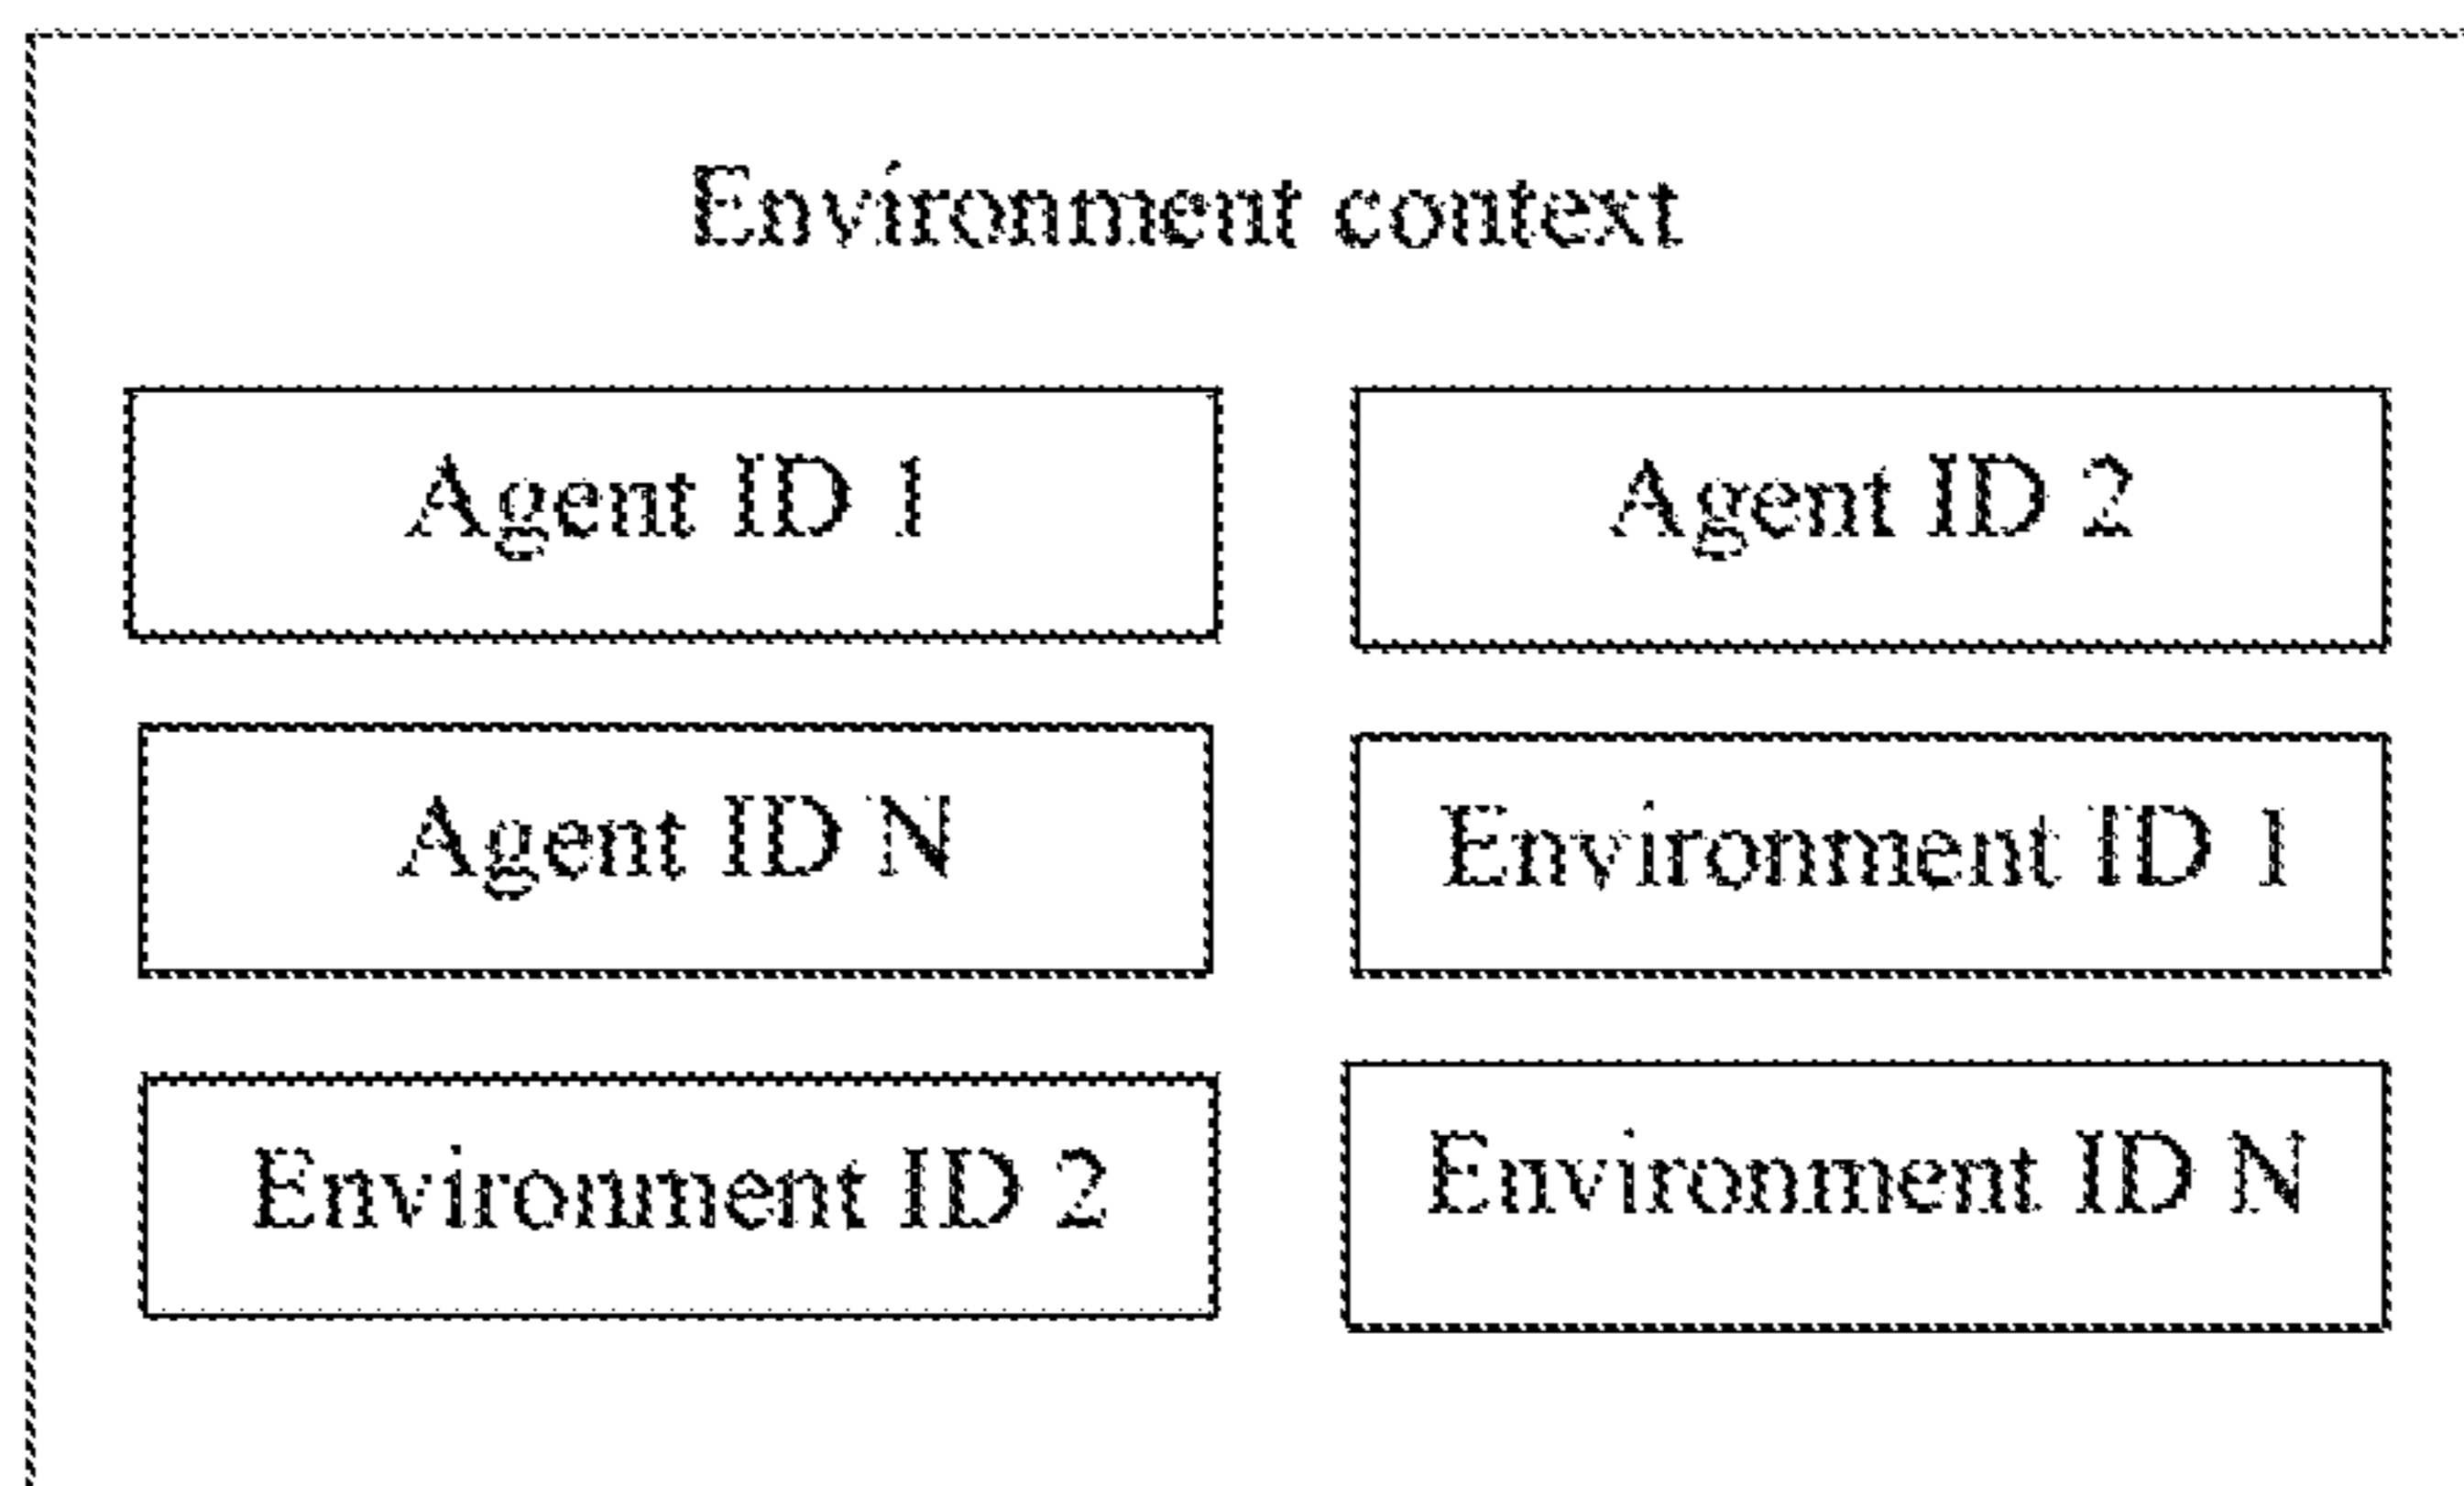 Environment context
Agent ID 1
Agent ID 2
Agent ID N
Environment ID 1
Environment ID 2
Environment ID N